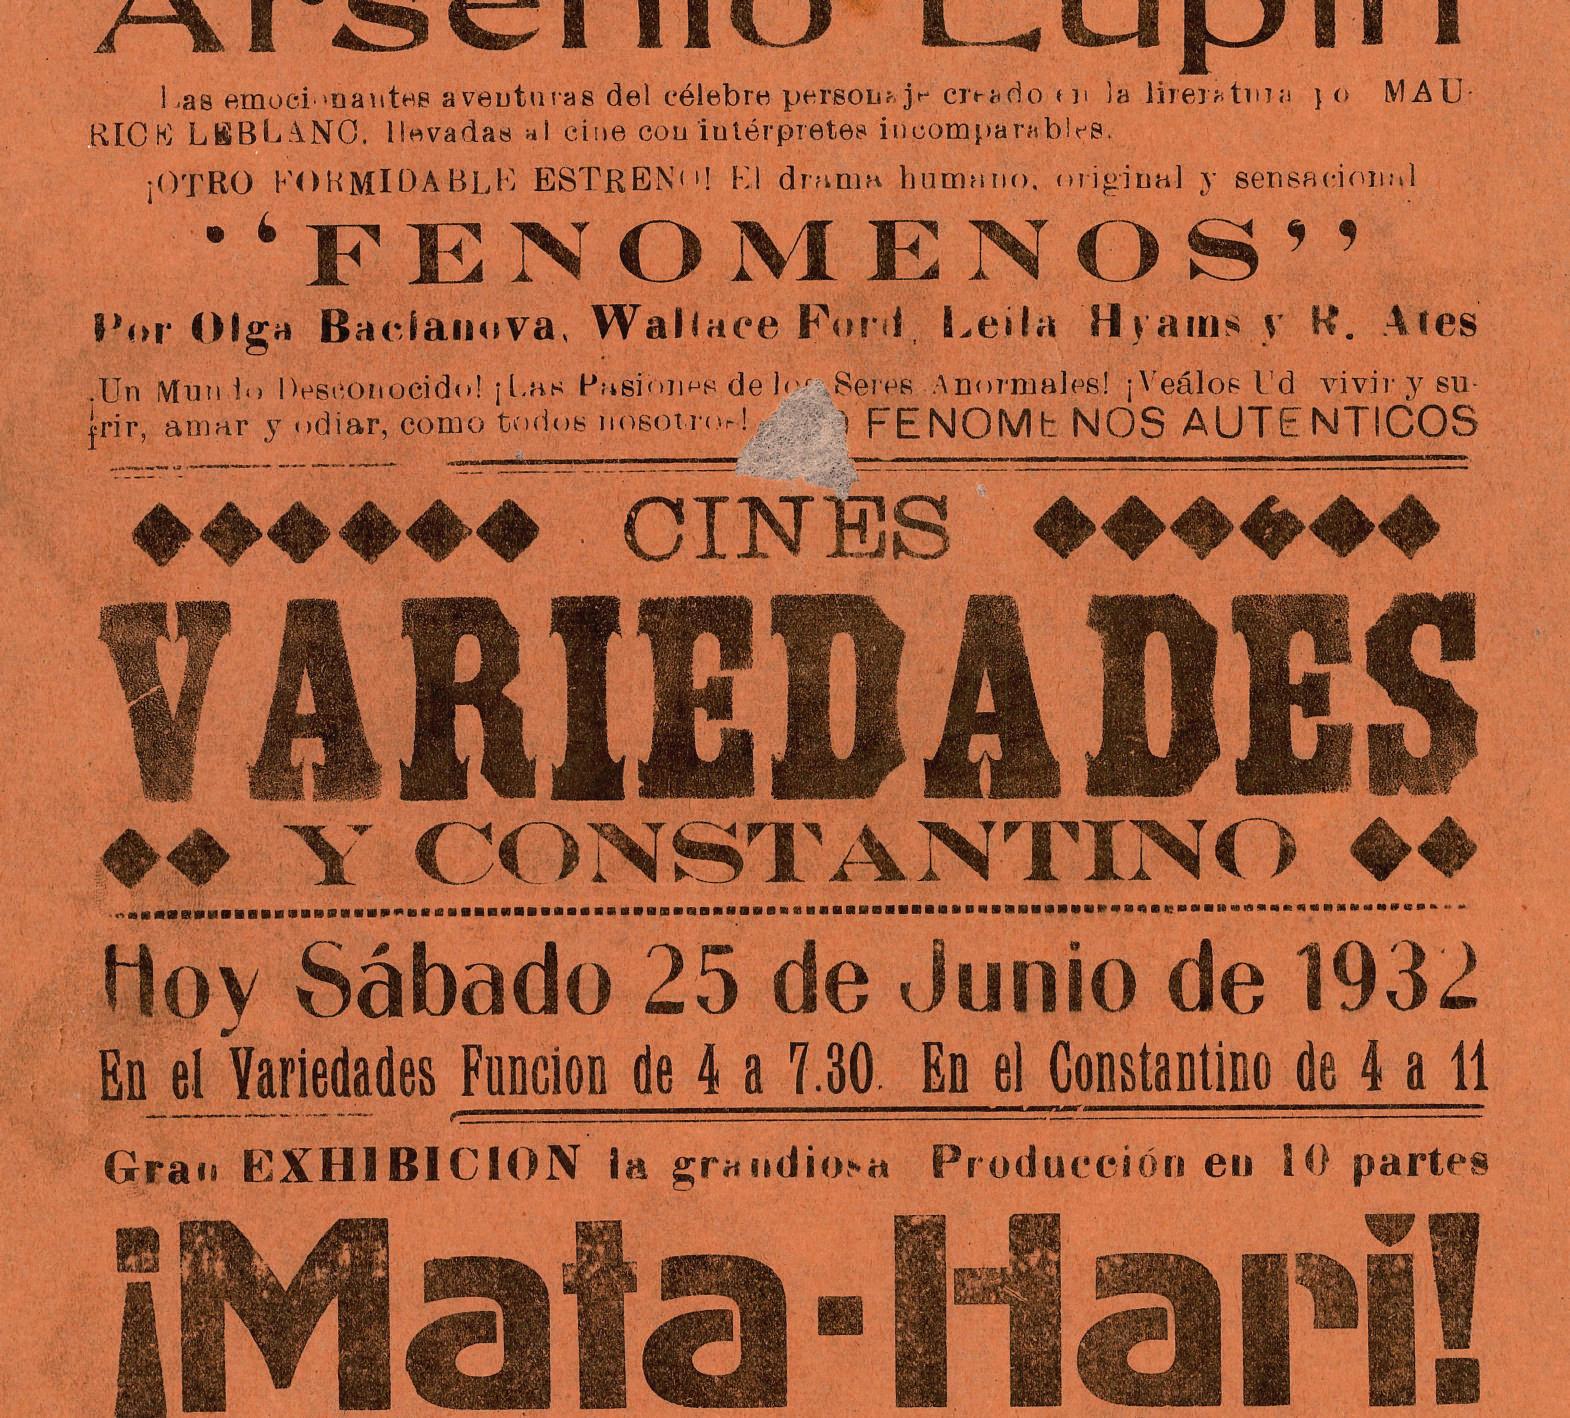 Arsenio Lupin
Las emocionantes aventuras del célebre personaje creado en la literatura po MAU-
RICE LEBLANC, llevadas al cine con intérpretes incomparables.
¡OTRO FORMIDABLE ESTRENO! El drama humano, original y sensacional
"FENOMENOS"
Por Olga Baclanova, Wallace Ford, Leila Hyams y R. Ates
¡Un Mundo Desconocido! ¡Las Pasiones de los Seres Anormales! ¡Veálos Ud vivir y su-
frir, amar y odiar, como todos nosotros! FENOMENOS AUTENTICOS
CINES
VARIEDADES
Y CONSTANTINO
Hoy Sábado 25 de Junio de 1932
En el Variedades Funcion de 4 a 7.30. En el Constantino de 4 a 11
Gran EXHIBICION la grandiosa Producción en 10 partes
¡Mata-Hari!